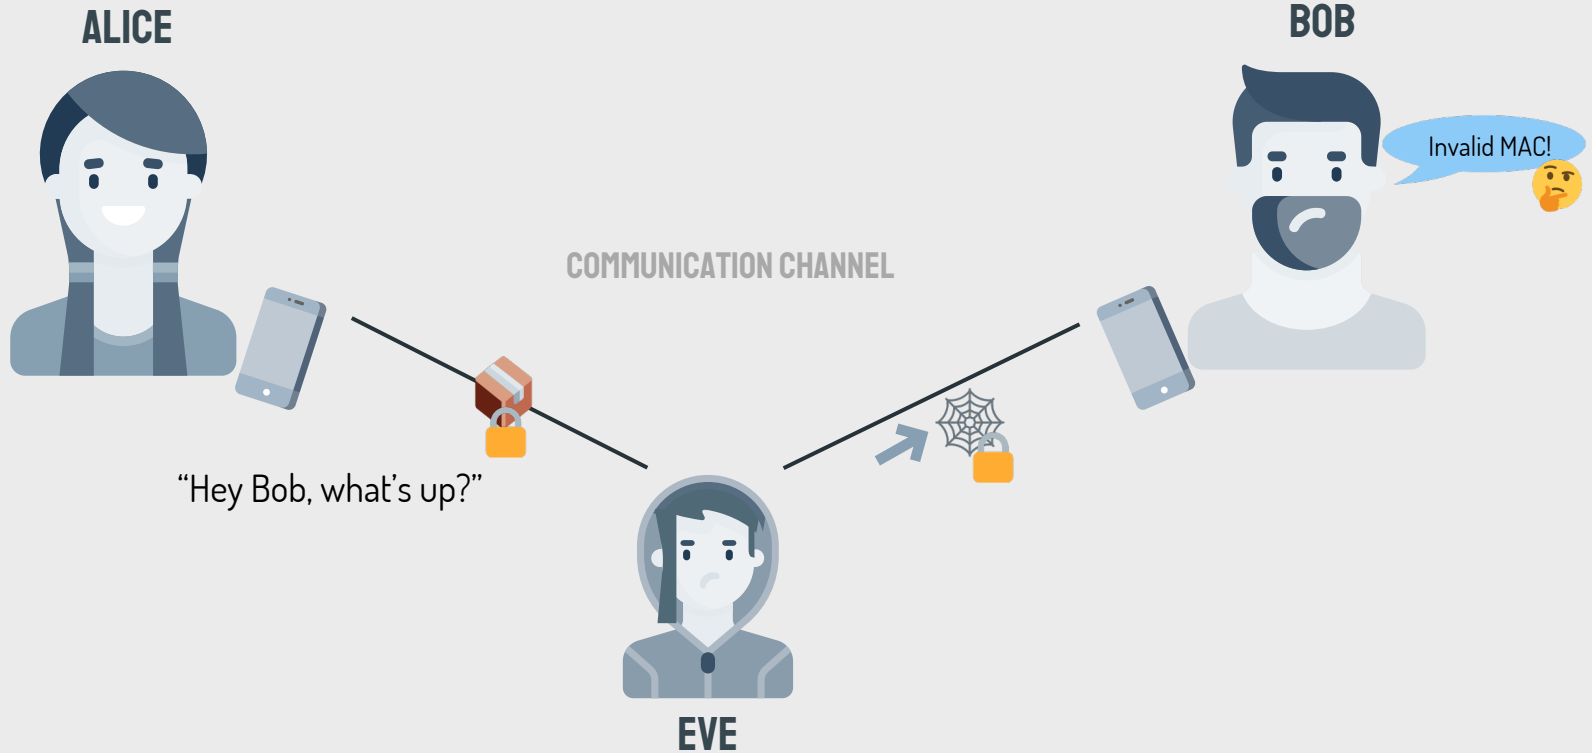 ALICE
BOB
Invalid MAC!
COMMUNICATION CHANNEL
“Hey Bob, what’s up?”
EVE